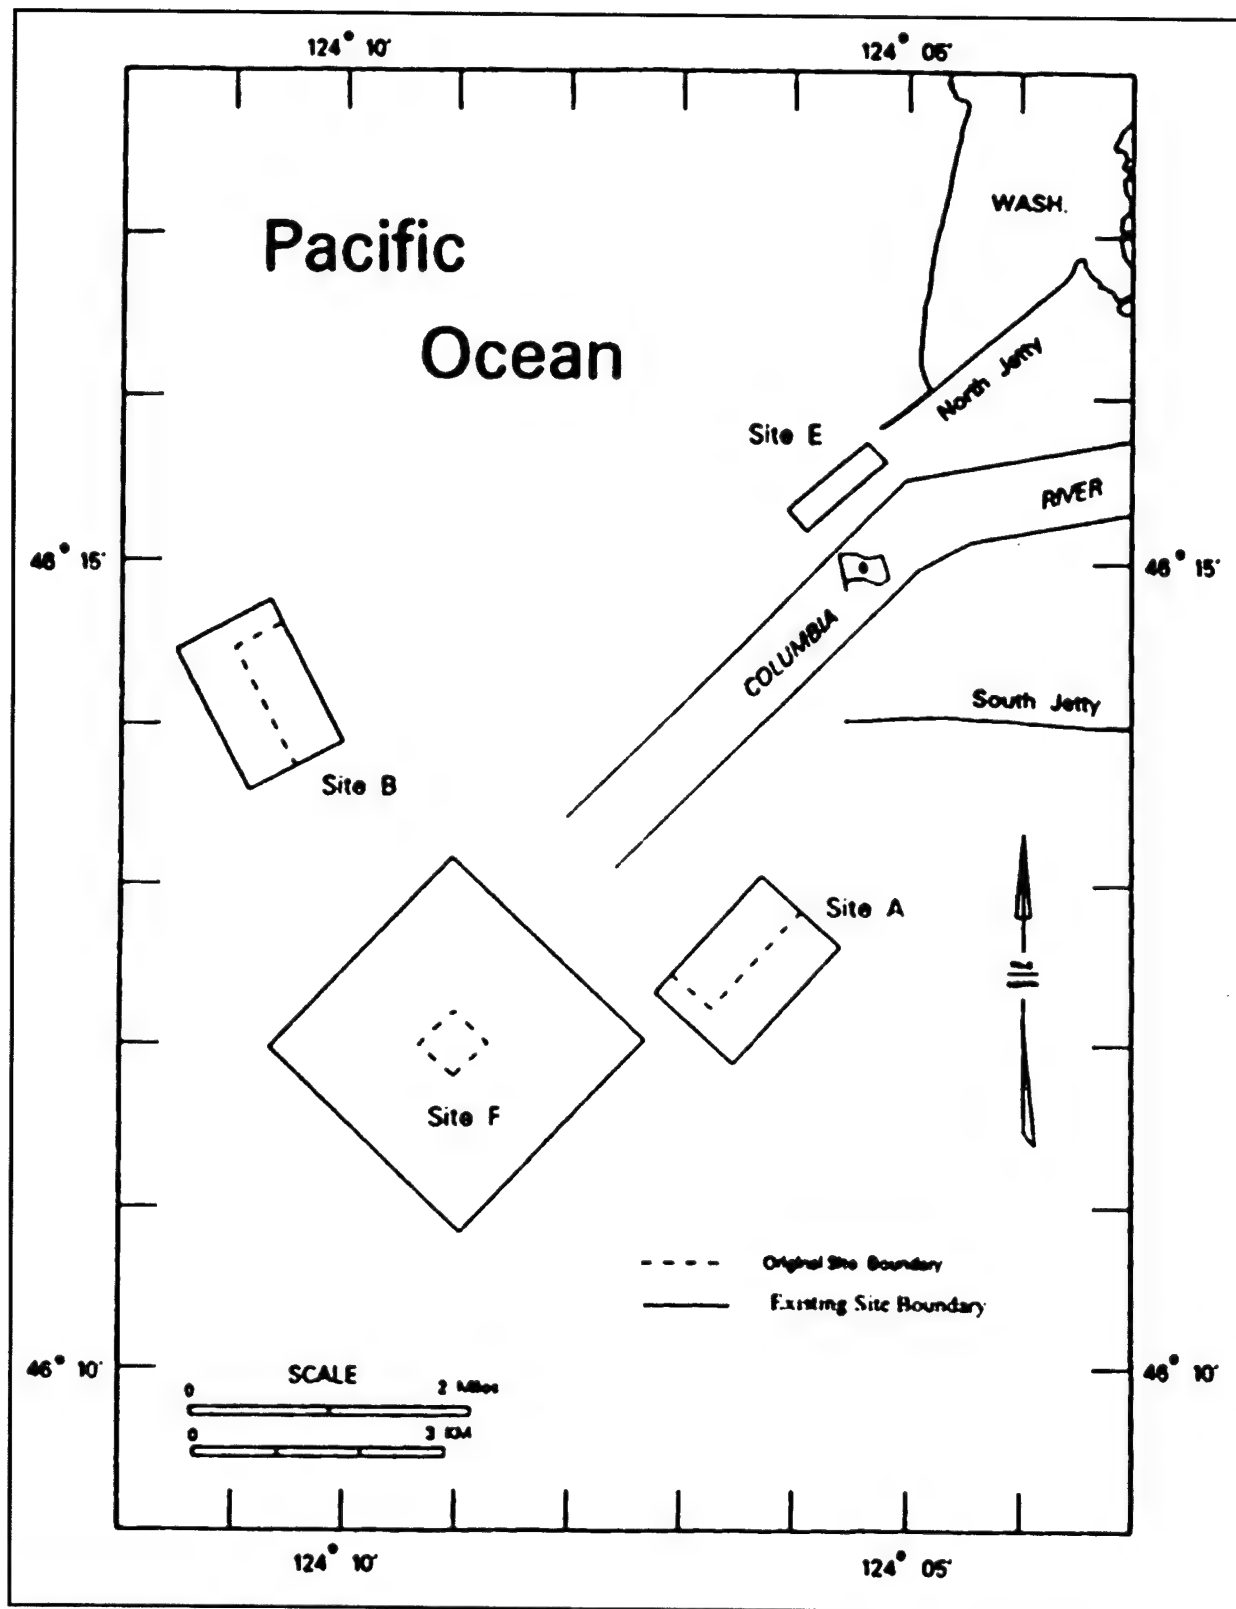 124° 10'
124° 05'
WASH.
Pacific
Ocean
North Jetty
Site E
RIVER
46° 15'
46° 15'
COLUMBIA
South Jetty
Site B
Site A
N
Site F
Original Site Boundary
Existing Site Boundary
46° 10'
46° 10'
SCALE
0
2 Miles
0
3 KM
124° 10'
124° 05'